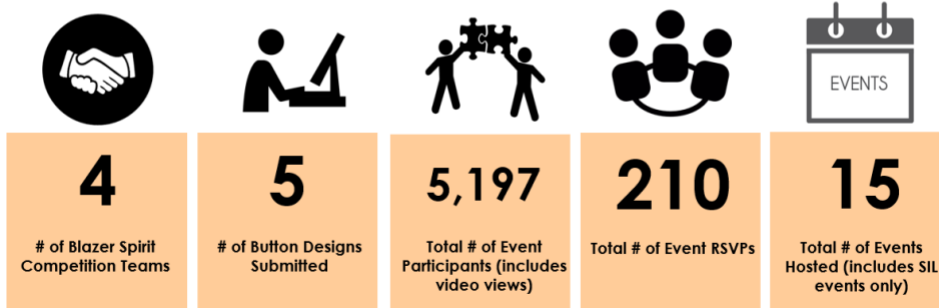 EVENTS
4
# of Blazer Spirit
Competition Teams
5
# of Button Designs
Submitted
5,197
Total # of Event
Participants (includes
video views)
210
Total # of Event RSVPs
15
Total # of Events
Hosted (includes SIL
events only)